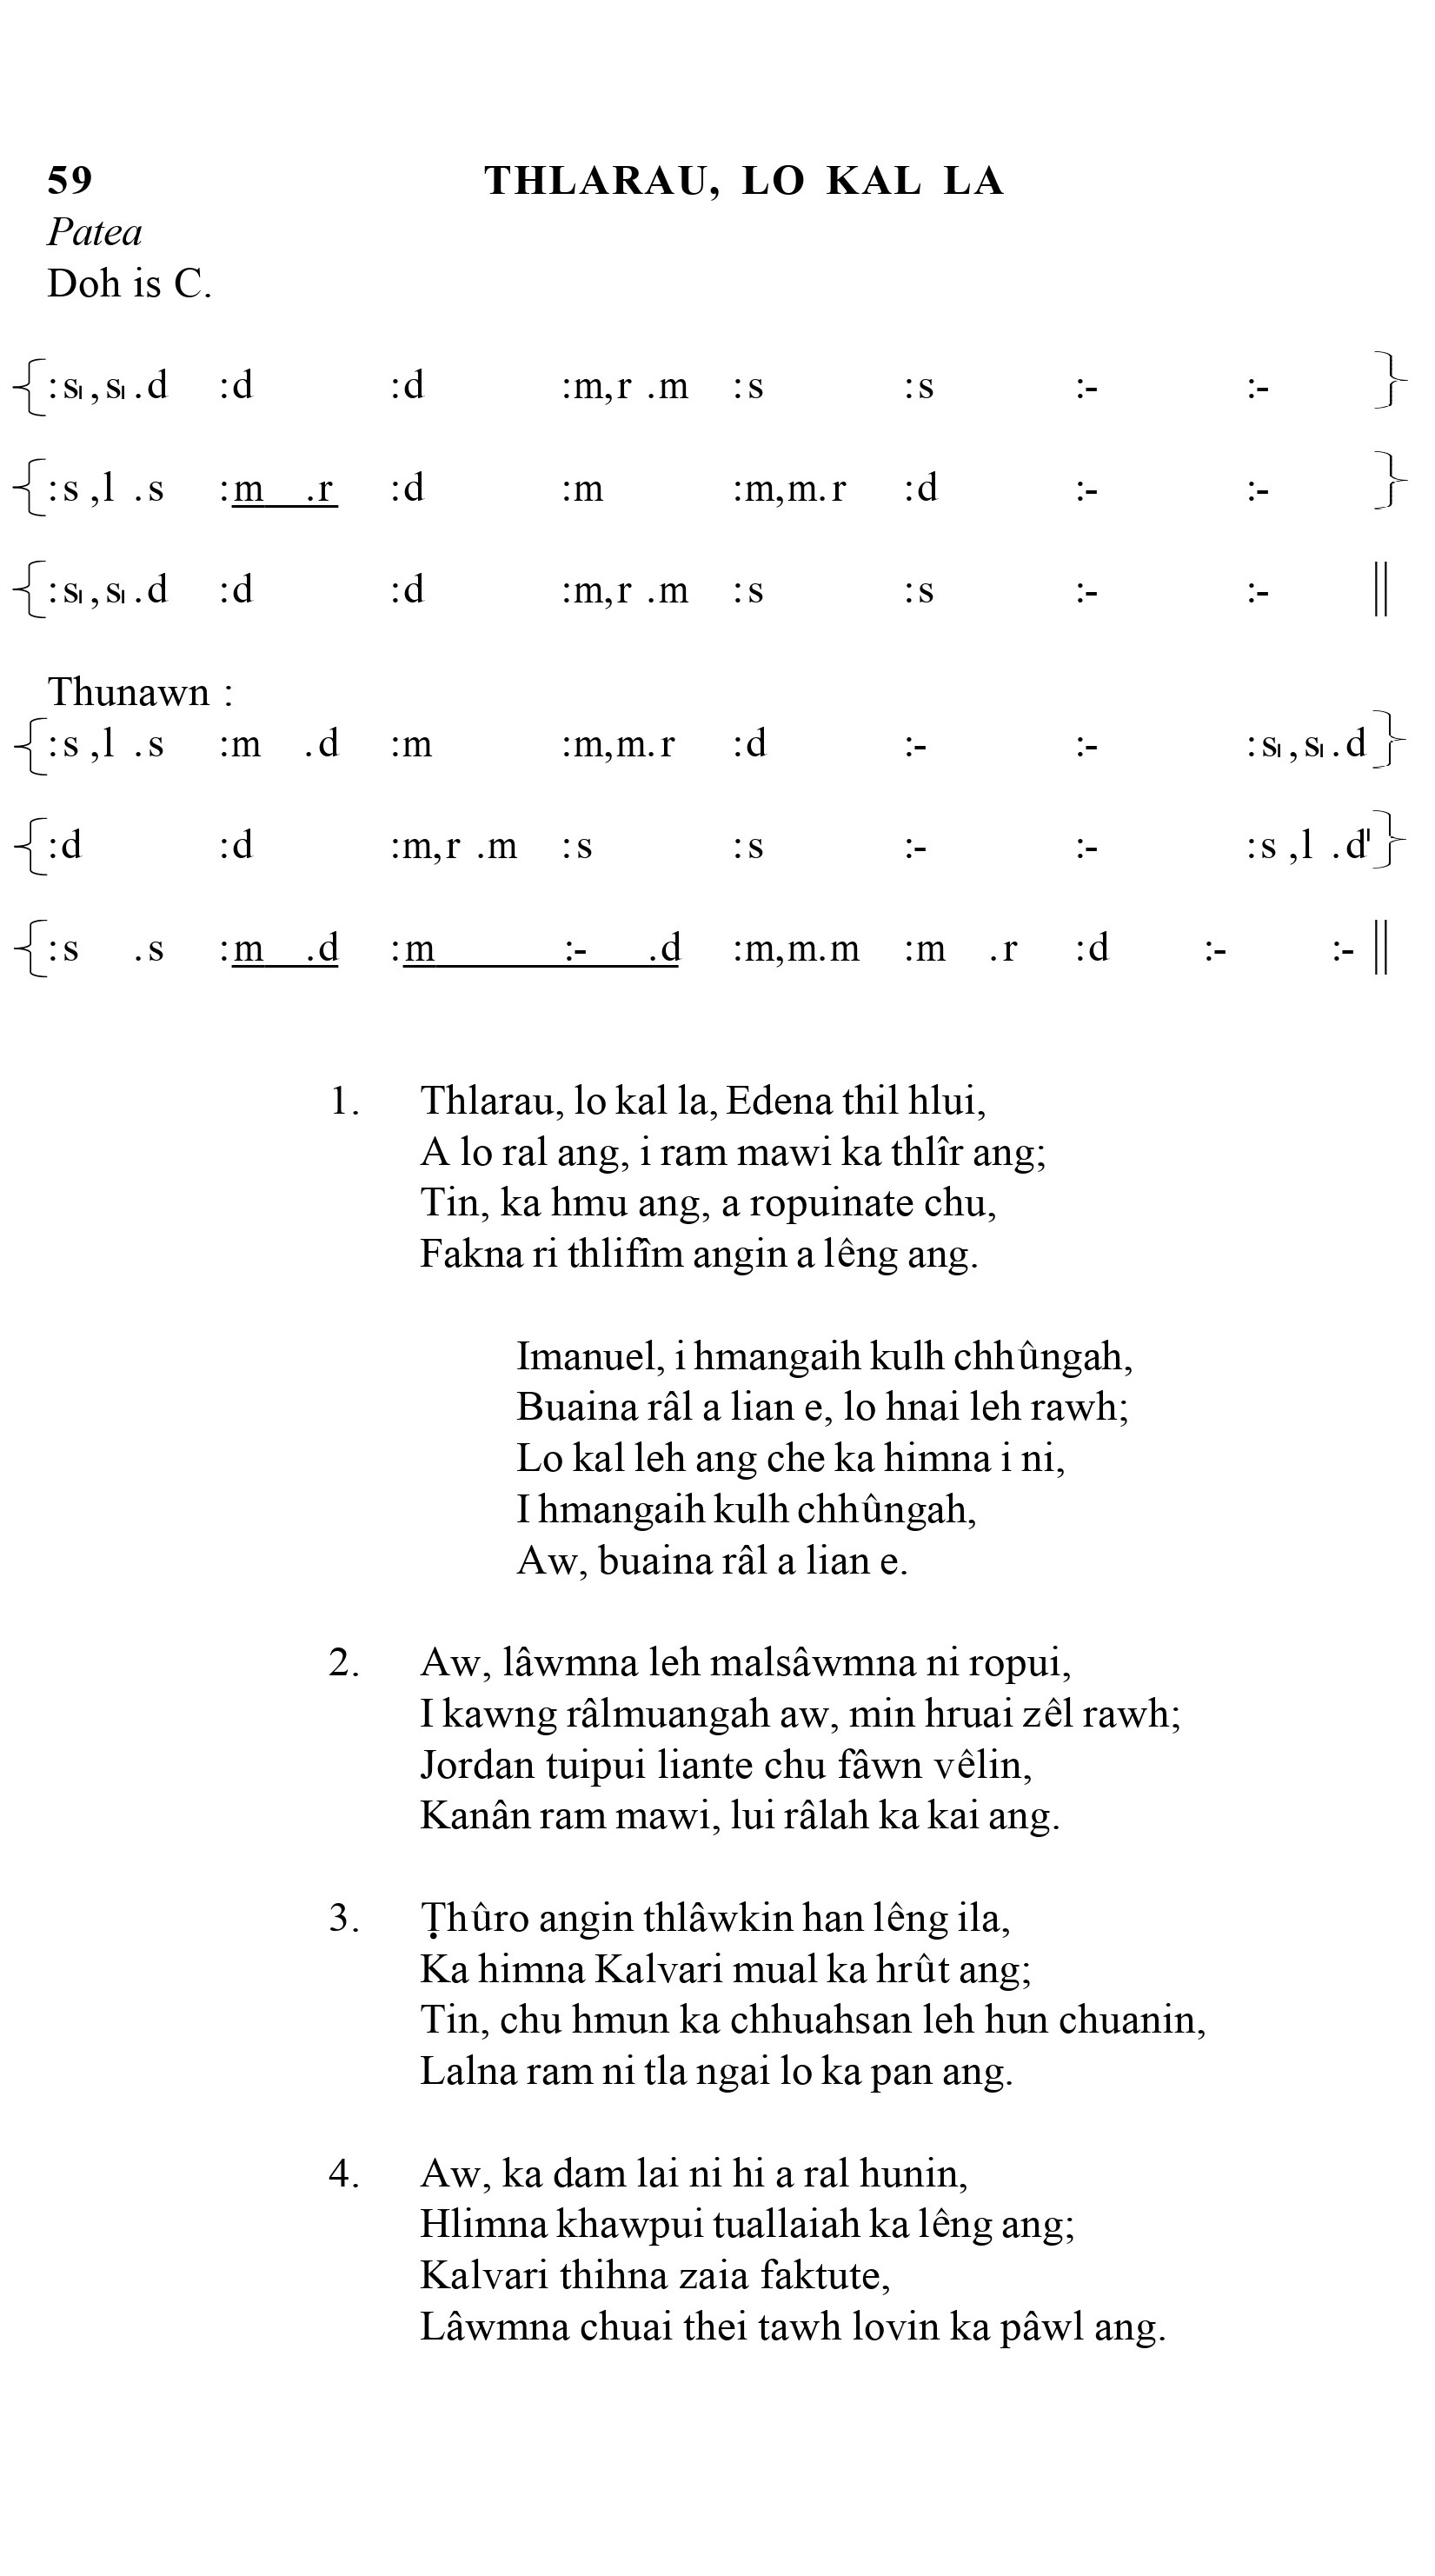 59 THLARAU, LO KAL LA
Patea
Doh is C.
{:s₁,s₁.d :d :d :m,r .m :s :s :- :- }
{:s ,l .s :m .r :d :m :m,m.r :d :- :- }
{:s₁,s₁.d :d :d :m,r .m :s :s :- :- ||
Thunawn :
{:s ,l .s :m .d :m :m,m.r :d :- :- :s₁,s₁.d }
{:d :d :m,r .m :s :s :- :- :s ,l .d' }
{:s .s :m .d :m :- .d :m,m.m :m .r :d :- :- ||
1. Thlarau, lo kal la, Edena thil hlui,
A lo ral ang, i ram mawi ka thlîr ang;
Tin, ka hmu ang, a ropuinate chu,
Fakna ri thlifîm angin a lêng ang.
Imanuel, i hmangaih kulh chhûngah,
Buaina râl a lian e, lo hnai leh rawh;
Lo kal leh ang che ka himna i ni,
I hmangaih kulh chhûngah,
Aw, buaina râl a lian e.
2. Aw, lâwmna leh malsâwmna ni ropui,
I kawng râlmuangah aw, min hruai zêl rawh;
Jordan tuipui liante chu fâwn vêlin,
Kanân ram mawi, lui râlah ka kai ang.
3. Ṭhûro angin thlâwkin han lêng ila,
Ka himna Kalvari mual ka hrût ang;
Tin, chu hmun ka chhuahsan leh hun chuanin,
Lalna ram ni tla ngai lo ka pan ang.
4. Aw, ka dam lai ni hi a ral hunin,
Hlimna khawpui tuallaiah ka lêng ang;
Kalvari thihna zaia faktute,
Lâwmna chuai thei tawh lovin ka pâwl ang.